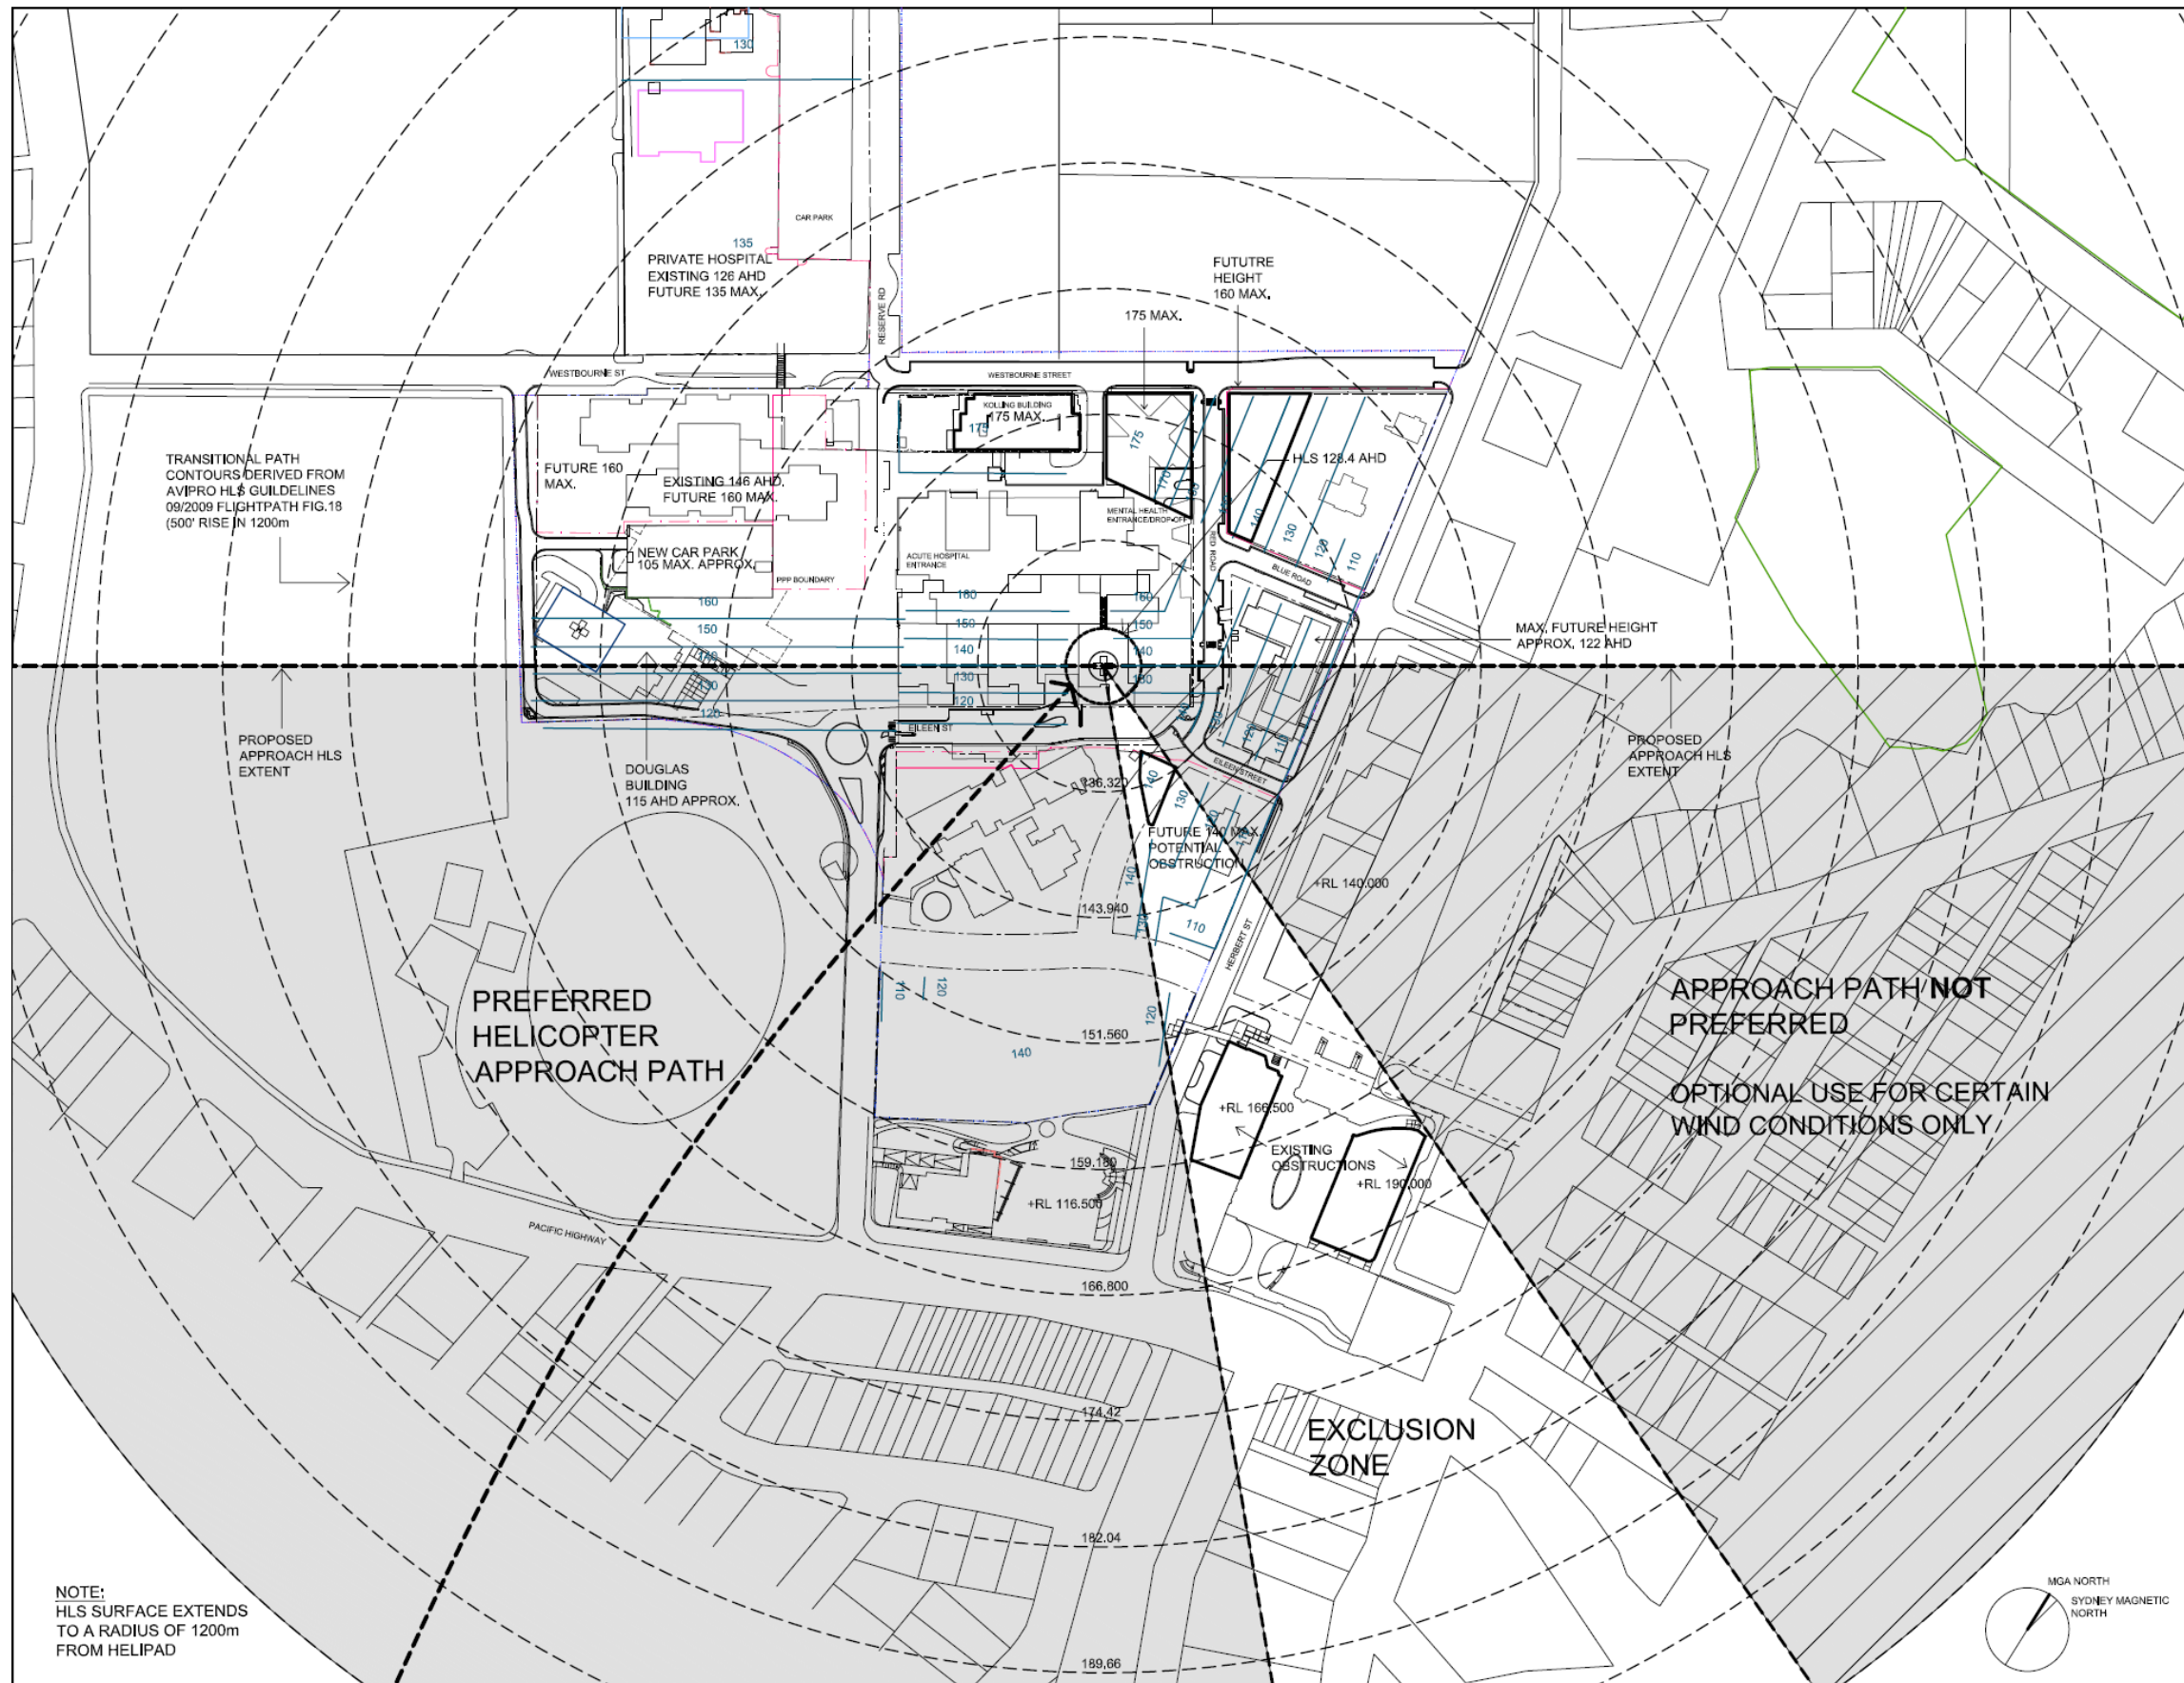 130
CAR PARK
135
PRIVATE HOSPITAL
EXISTING 126 AHD
FUTURE 135 MAX.
RESERVE RD
FUTUTRE
HEIGHT
160 MAX.
175 MAX.
WESTBOURNE ST
WESTBOURNE STREET
KOLLING BUILDING
175 MAX.
175
175
170
TRANSITIONAL PATH
CONTOURS DERIVED FROM
AVIPRO HLS GUILDELINES
09/2009 FLIGHTPATH FIG.18
(500' RISE IN 1200m
FUTURE 160
MAX.
EXISTING 146 AHD.
FUTURE 160 MAX.
HLS 128.4 AHD
140
130
120
110
MENTAL HEALTH
ENTRANCE/DROP-OFF
RED ROAD
BLUE ROAD
NEW CAR PARK
105 MAX. APPROX.
PPP BOUNDARY
ACUTE HOSPITAL
ENTRANCE
160
150
140
130
120
160
150
140
130
120
160
150
140
130
MAX. FUTURE HEIGHT
APPROX. 122 AHD
PROPOSED
APPROACH HLS
EXTENT
DOUGLAS
BUILDING
115 AHD APPROX.
EILEEN ST
120
110
EILEEN STREET
PROPOSED
APPROACH HLS
EXTENT
136.320
140
130
120
FUTURE 140 MAX.
POTENTIAL
OBSTRUCTION
+RL 140.000
140
143.940
110
HERBERT ST
110
120
120
151.560
140
PREFERRED
HELICOPTER
APPROACH PATH
APPROACH PATH NOT
PREFERRED
OPTIONAL USE FOR CERTAIN
WIND CONDITIONS ONLY
+RL 166.500
EXISTING
OBSTRUCTIONS
+RL 190.000
159.180
+RL 116.500
PACIFIC HIGHWAY
166.800
174.42
EXCLUSION
ZONE
182.04
189.66
NOTE:
HLS SURFACE EXTENDS
TO A RADIUS OF 1200m
FROM HELIPAD
MGA NORTH
SYDNEY MAGNETIC
NORTH